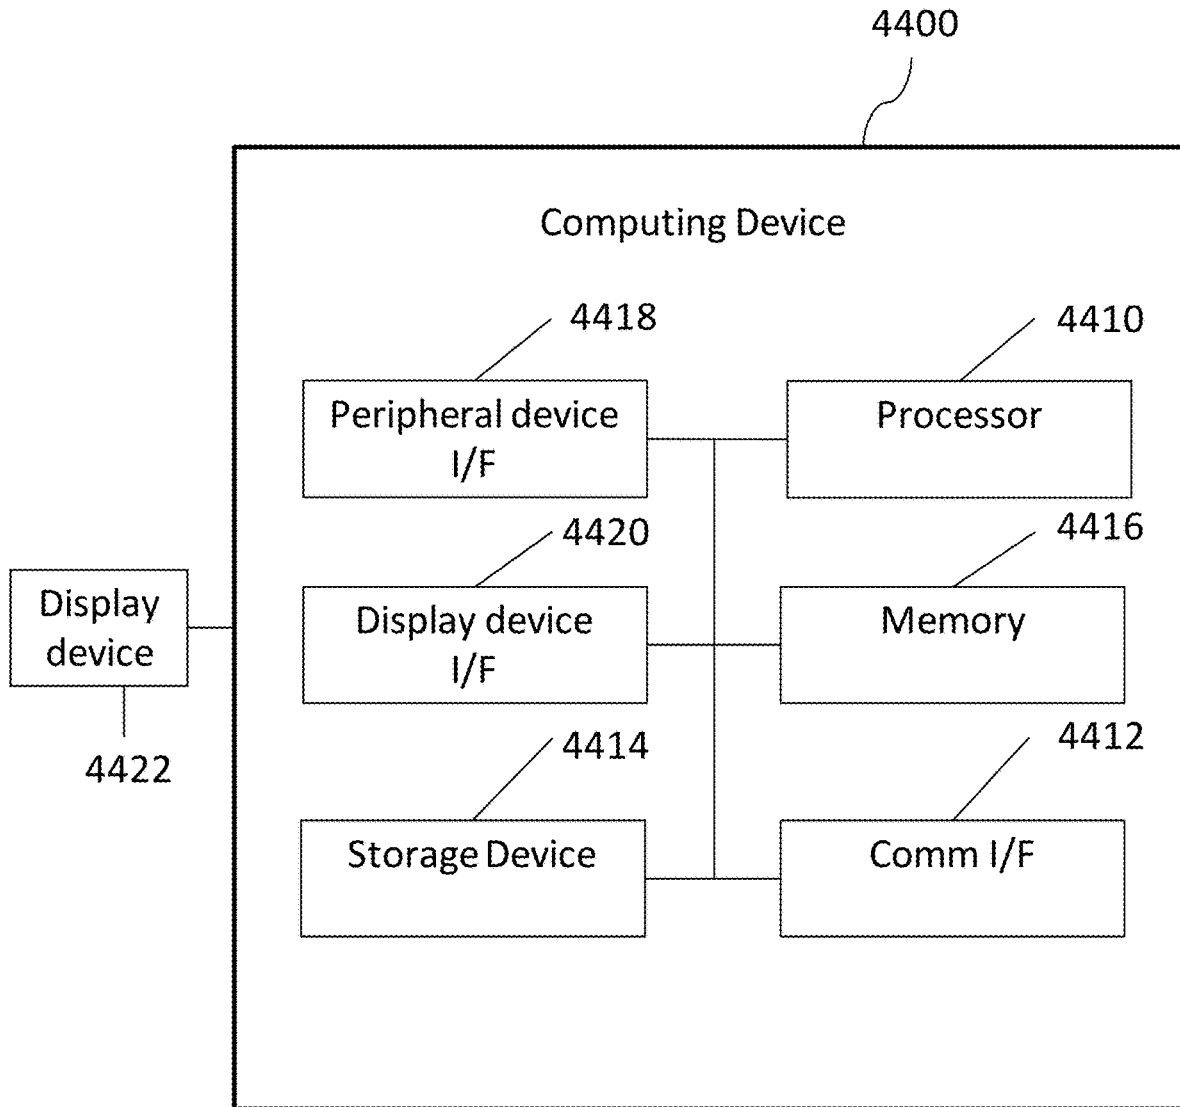 4400
Computing Device
4418
4410
Peripheral device
I/F
Processor
4420
4416
Display
device
Display device
I/F
Memory
4422
4414
4412
Storage Device
Comm I/F